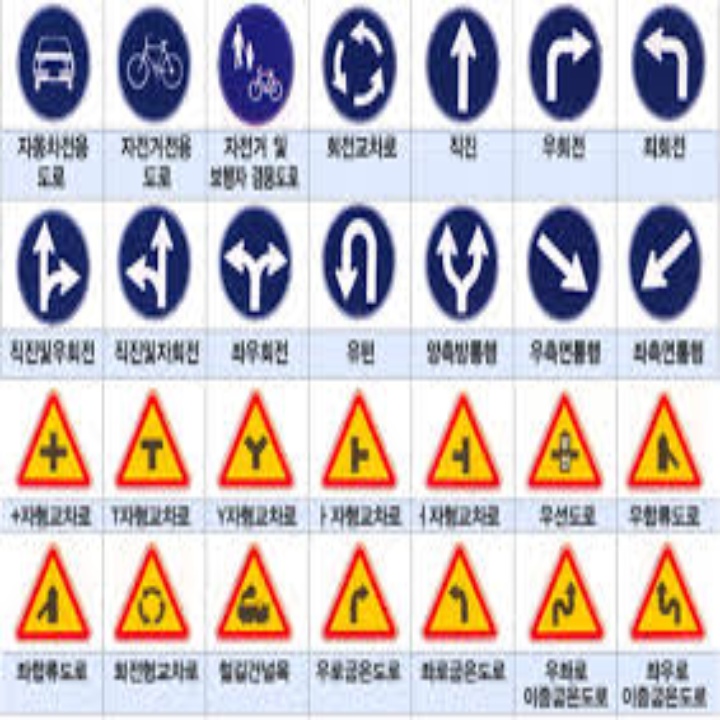 자동차전용 자전거전용 자전거 및 회전교차로 직진 우회전 좌회전
도로 도로 보행자 겸용도로
직진및우회전 직진및좌회전 좌우회전 유턴 양측방통행 우측면통행 좌측면통행
+자형교차로 T자형교차로 Y자형교차로 ㅏ자형교차로 ㅓ자형교차로 우선도로 우합류도로
좌합류도로 회전형교차로 철길건널목 우로굽은도로 좌로굽은도로 우좌로 좌우로
이중굽은도로 이중굽은도로